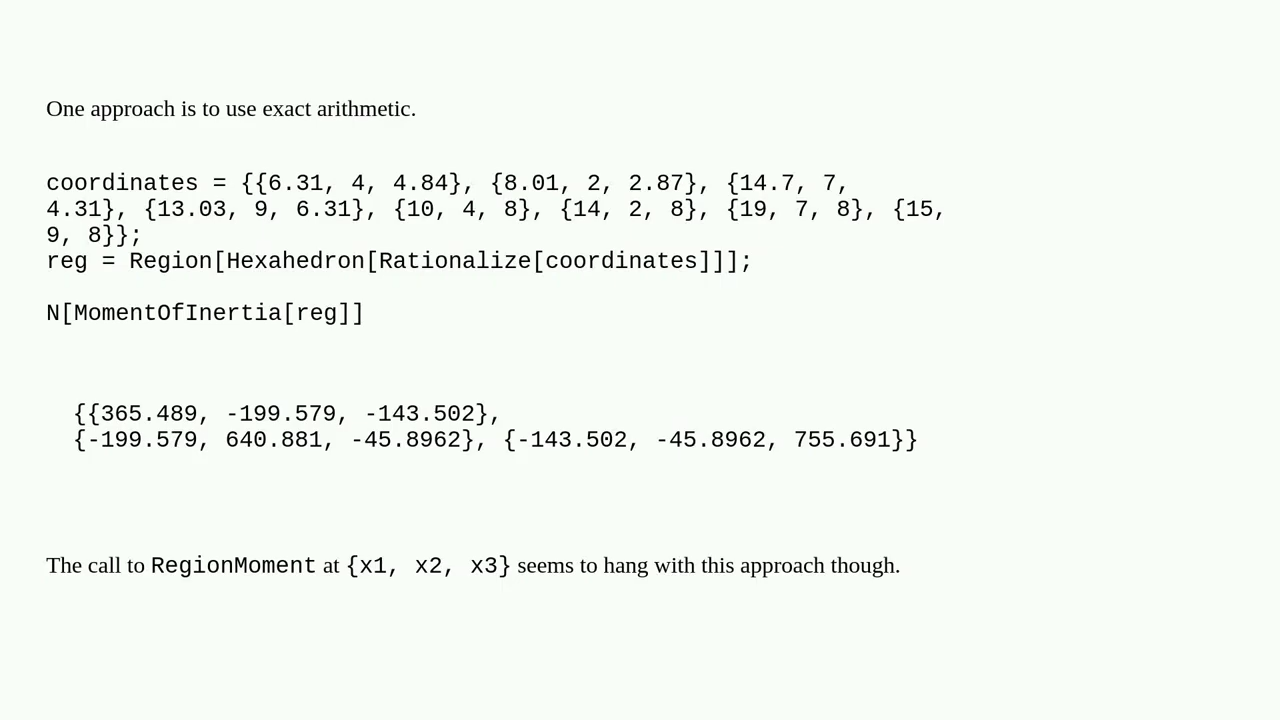 One approach is to use exact arithmetic.
coordinates = {{6.31, 4, 4.84}, {8.01, 2, 2.87}, {14.7, 7,
4.31}, {13.03, 9, 6.31}, {10, 4, 8}, {14, 2, 8}, {19, 7, 8}, {15,
9, 8}};
reg = Region[Hexahedron[Rationalize[coordinates]]];
N[MomentOfInertia[reg]]
{{365.489, -199.579, -143.502},
{-199.579, 640.881, -45.8962}, {-143.502, -45.8962, 755.691}}
The call to RegionMoment at {x1, x2, x3} seems to hang with this approach though.